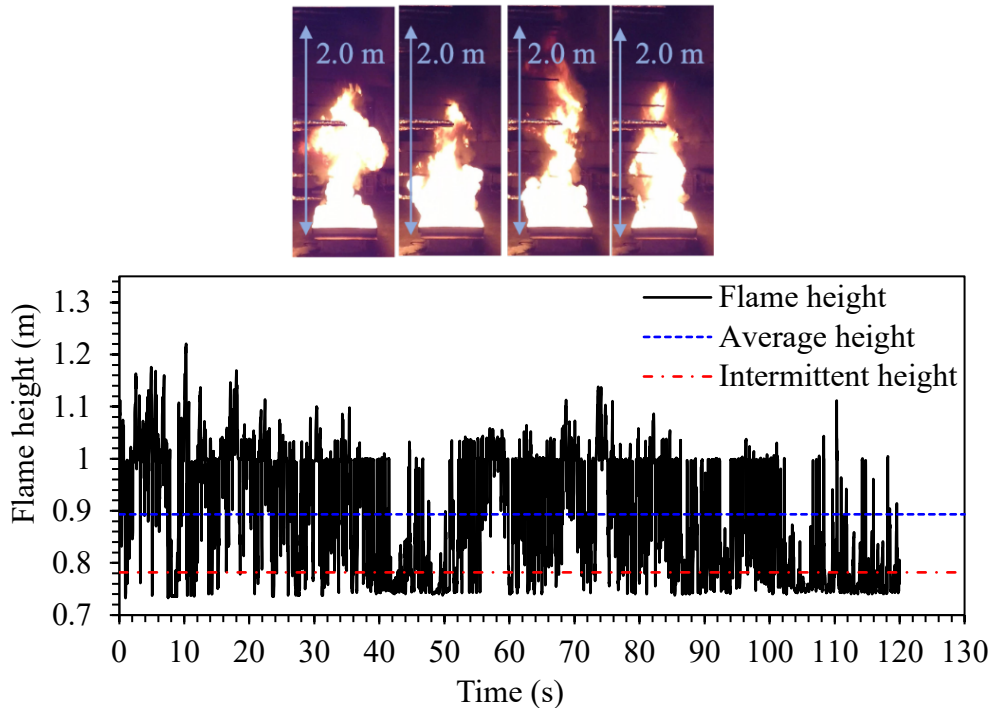 2.0 m 2.0 m 2.0 m 2.0 m
Flame height (m)
1.3
1.2
1.1
1
0.9
0.8
0.7
Flame height
Average height
Intermittent height
0 10 20 30 40 50 60 70 80 90 100 110 120 130
Time (s)